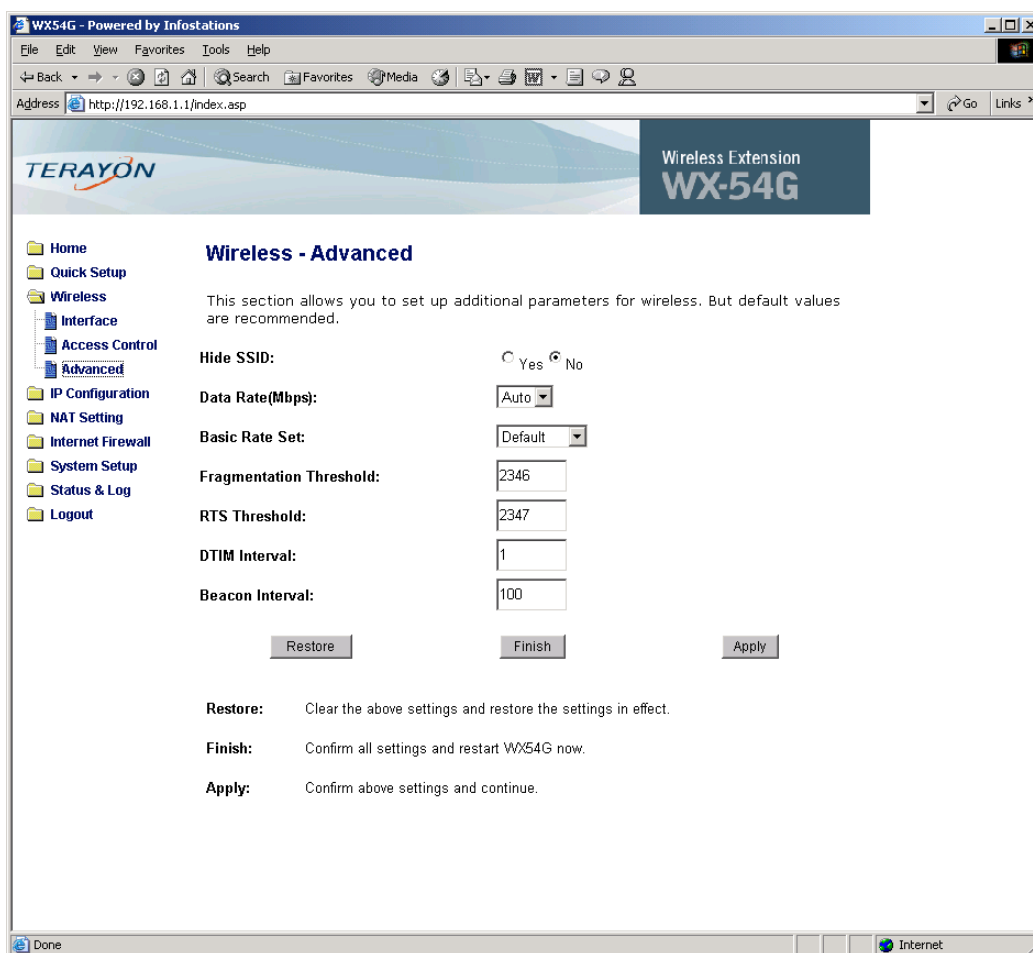 WX54G - Powered by Infostations
File Edit View Favorites Tools Help
Back Search Favorites Media
Address http://192.168.1.1/index.asp Go Links
TERAYON
Wireless Extension
WX-54G
Home
Quick Setup
Wireless
Interface
Access Control
Advanced
IP Configuration
NAT Setting
Internet Firewall
System Setup
Status & Log
Logout
Wireless - Advanced
This section allows you to set up additional parameters for wireless. But default values
are recommended.
Hide SSID: Yes No
Data Rate(Mbps): Auto
Basic Rate Set: Default
Fragmentation Threshold: 2346
RTS Threshold: 2347
DTIM Interval: 1
Beacon Interval: 100
Restore Finish Apply
Restore: Clear the above settings and restore the settings in effect.
Finish: Confirm all settings and restart WX54G now.
Apply: Confirm above settings and continue.
Done Internet